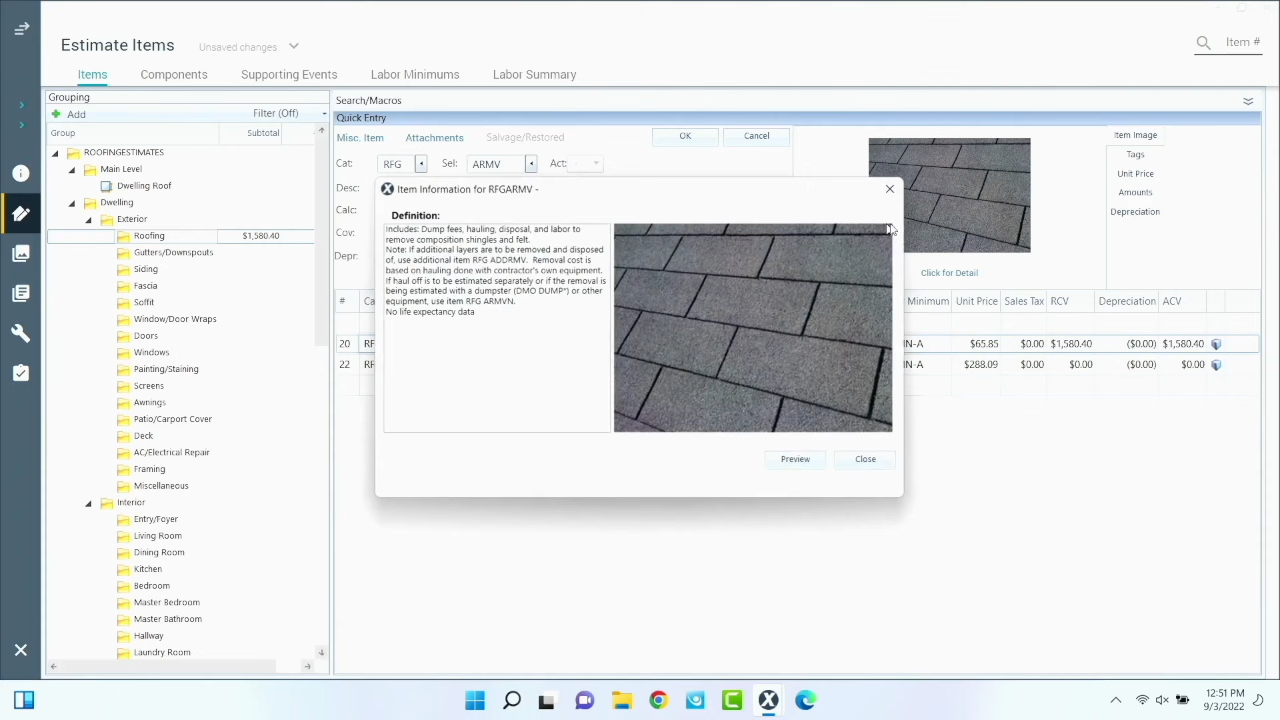 Estimate Items
Unsaved changes
Item #
Items
Components
Supporting Events
Labor Minimums
Labor Summary
Grouping
Add
Filter (Off)
Group
Subtotal
ROOFINGESTIMATES
Main Level
Dwelling Roof
Dwelling
Exterior
Roofing
$1,580.40
Gutters/Downspouts
Siding
Fascia
Soffit
Window/Door Wraps
Doors
Windows
Painting/Staining
Screens
Awnings
Patio/Carport Cover
Deck
AC/Electrical Repair
Framing
Miscellaneous
Interior
Entry/Foyer
Living Room
Dining Room
Kitchen
Bedroom
Master Bedroom
Master Bathroom
Hallway
Laundry Room
Search/Macros
Quick Entry
Misc. Item
Attachments
Salvage/Restored
OK
Cancel
Cat:
RFG
Sel:
ARMV
Act:
Desc:
Calc:
Cov:
Depr:
Item Image
Tags
Unit Price
Amounts
Depreciation
Click for Detail
Item Information for RFGARMV -
Definition:
Includes: Dump fees, hauling, disposal, and labor to
remove composition shingles and felt.
Note: If additional layers are to be removed and disposed
of, use additional item RFG ADDRMV. Removal cost is
based on hauling done with contractor's own equipment.
If haul off is to be estimated separately or if the removal is
being estimated with a dumpster (DMO DUMP*) or other
equipment, use item RFG ARMVN.
No life expectancy data
Preview
Close
#
Ca
Minimum
Unit Price
Sales Tax
RCV
Depreciation
ACV
20
RF
IN-A
$65.85
$0.00
$1,580.40
($0.00)
$1,580.40
22
RF
IN-A
$288.09
$0.00
$0.00
($0.00)
$0.00
12:51 PM
9/3/2022